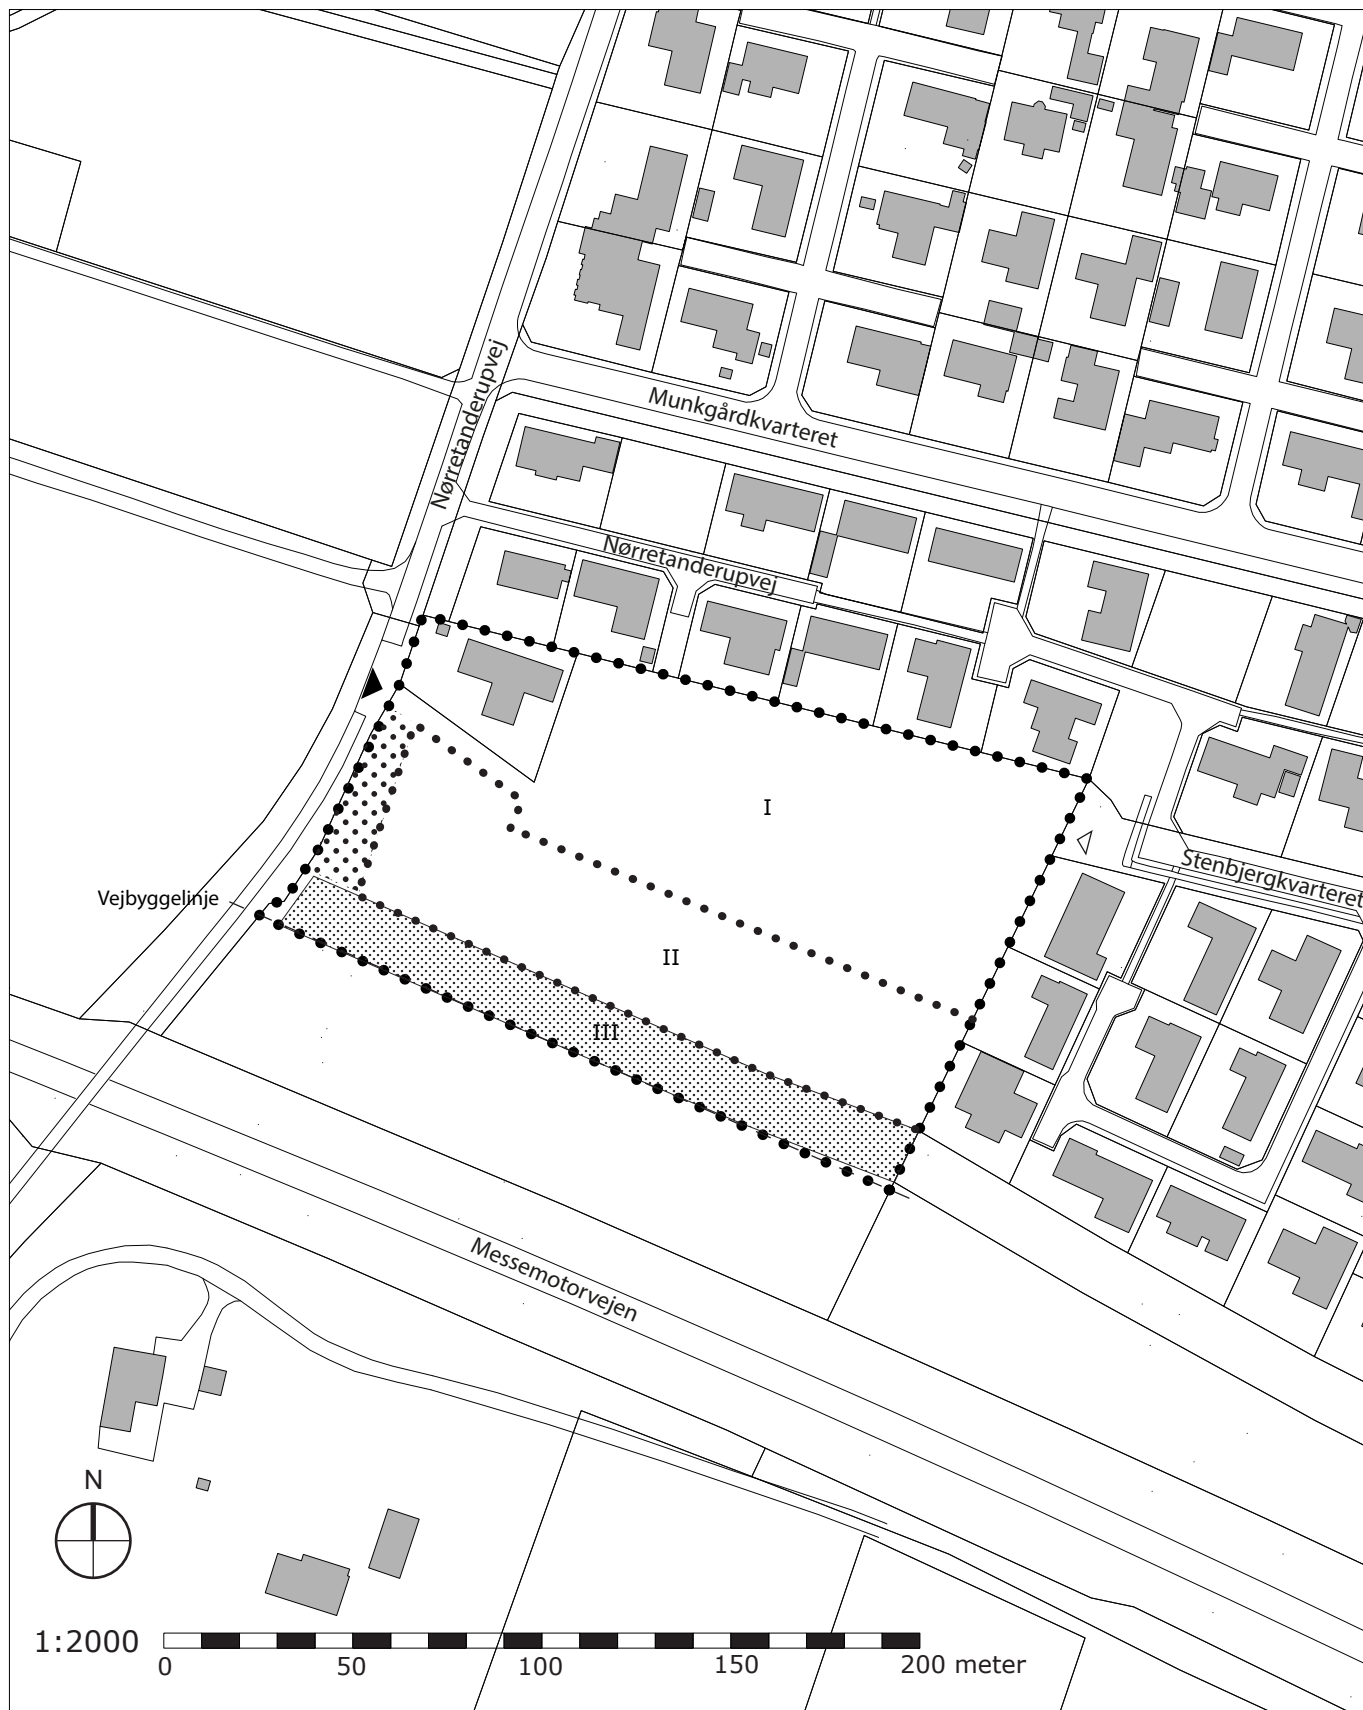 Nørretanderupvej
Munkgårdkvarteret
Nørretanderupvej
I
Stenbjergkvarteret
Vejbyggelinje
II
III
Messemotorvejen
N
1:2000
0 50 100 150 200 meter